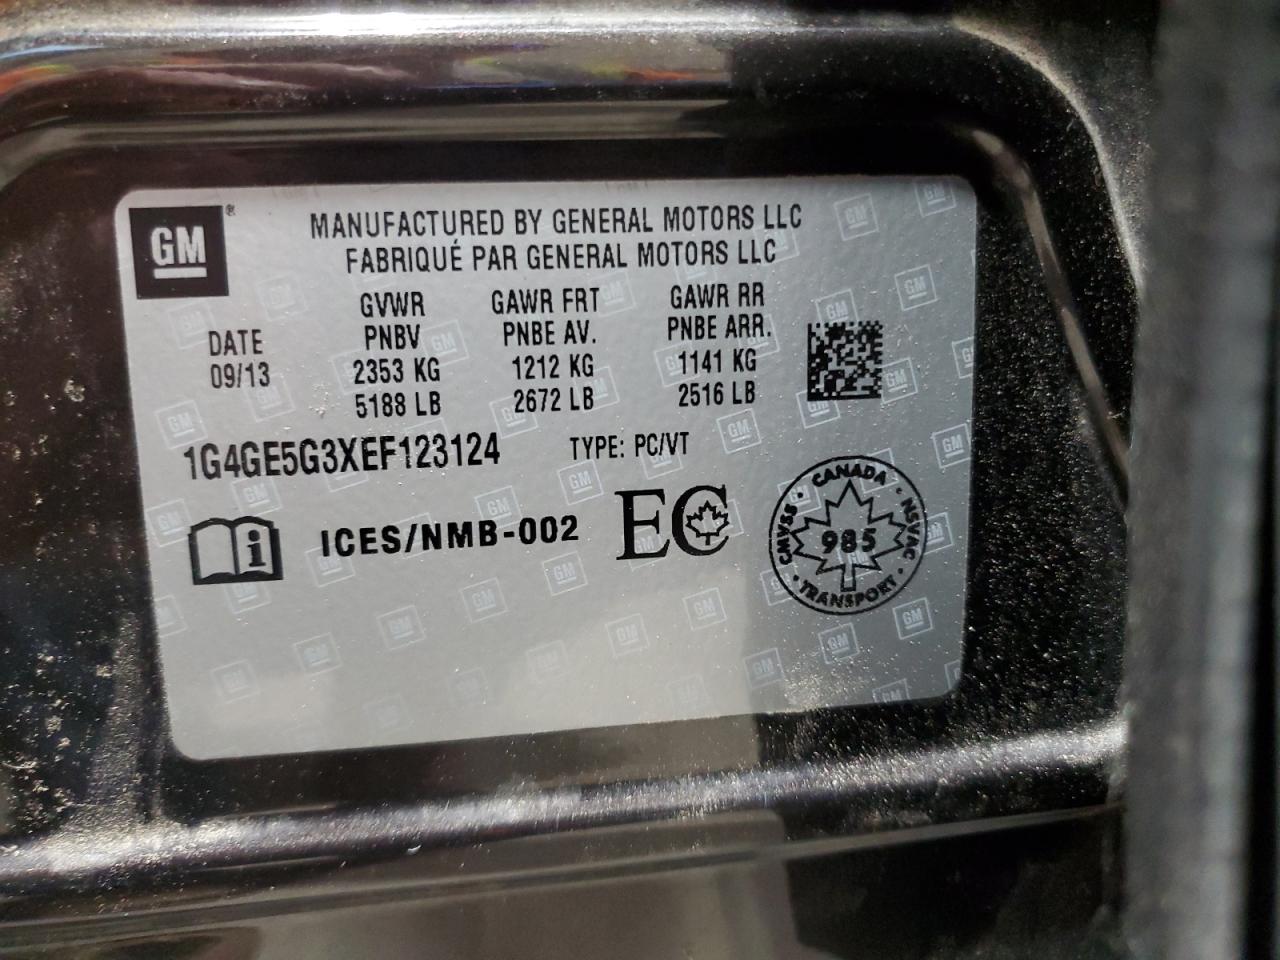 GM®
MANUFACTURED BY GENERAL MOTORS LLC
FABRIQUÉ PAR GENERAL MOTORS LLC
DATE
09/13
GVWR
PNBV
2353 KG
5188 LB
GAWR FRT
PNBE AV.
1212 KG
2672 LB
GAWR RR
PNBE ARR.
1141 KG
2516 LB
1G4GE5G3XEF123124 TYPE: PC/VT
i ICES/NMB-002 EC
CANADA · NSVAC · TRANSPORT · CMVSS ·
985